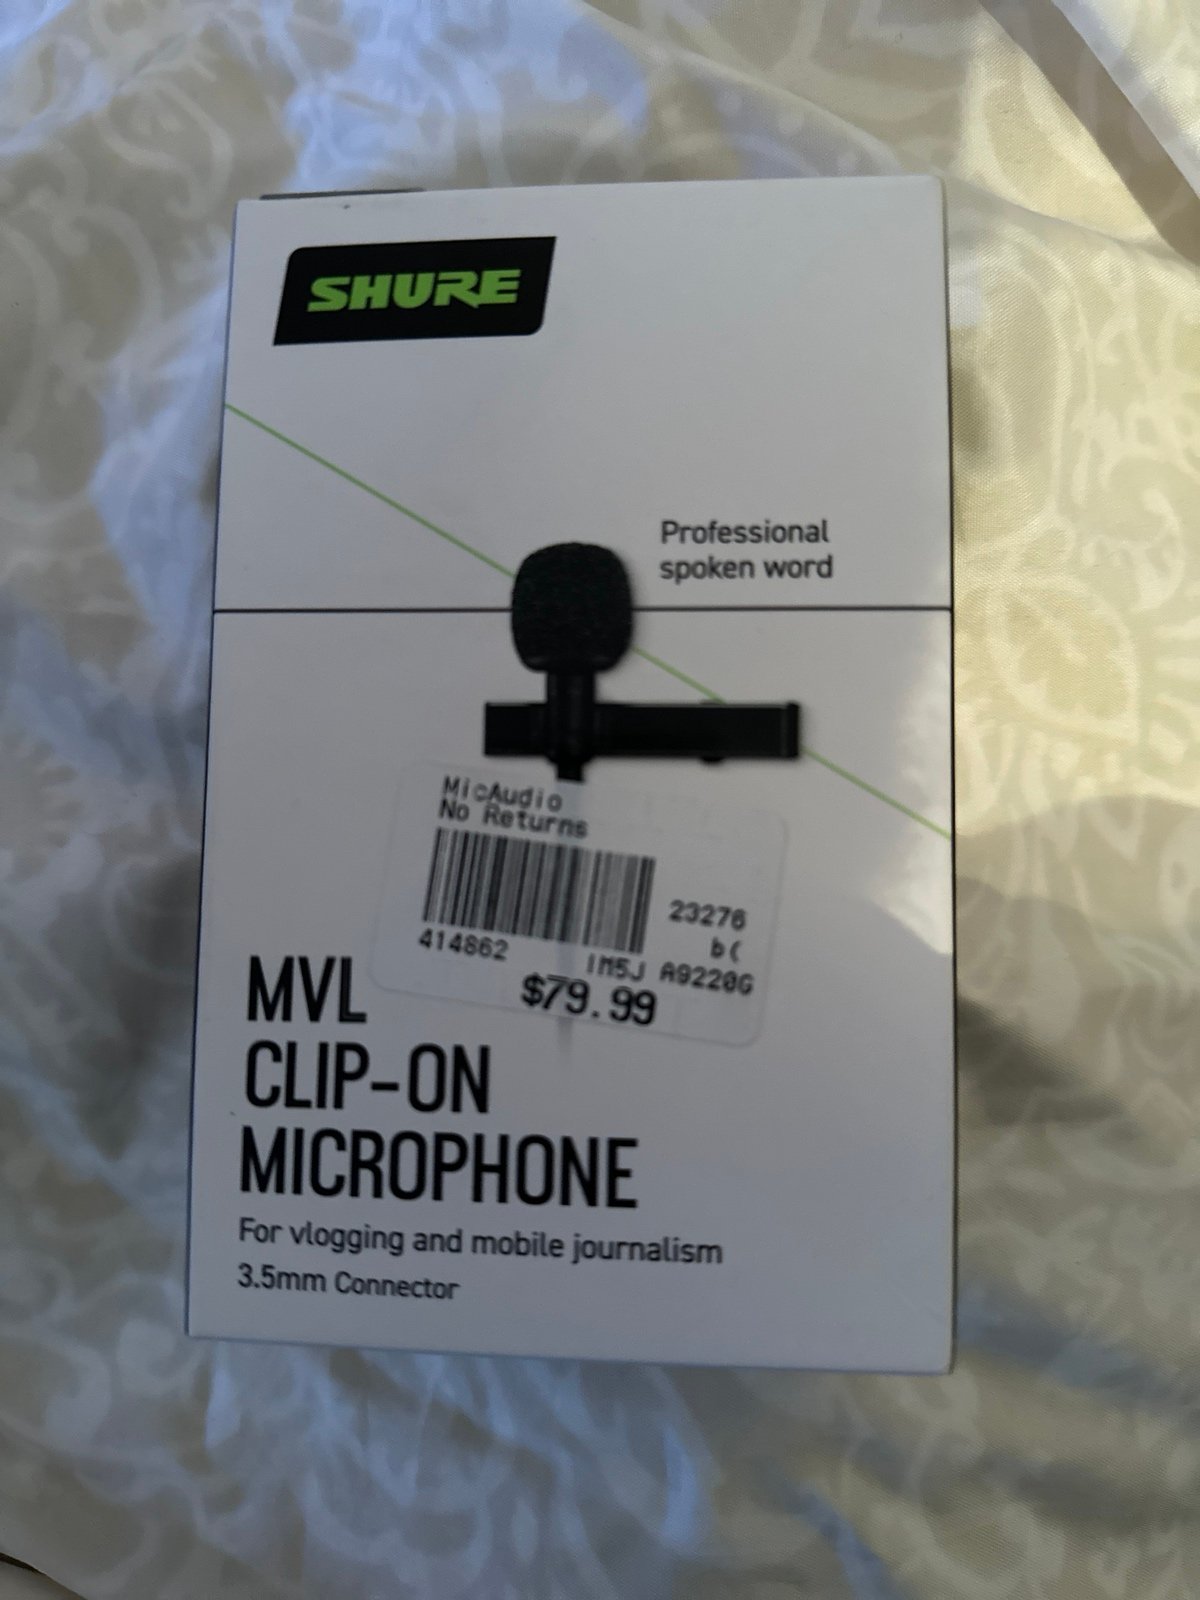 SHURE
Professional
spoken word
MicAudio
No Returns
23276
b(
414862
IM5J A9220G
$79.99
MVL
CLIP-ON
MICROPHONE
For vlogging and mobile journalism
3.5mm Connector